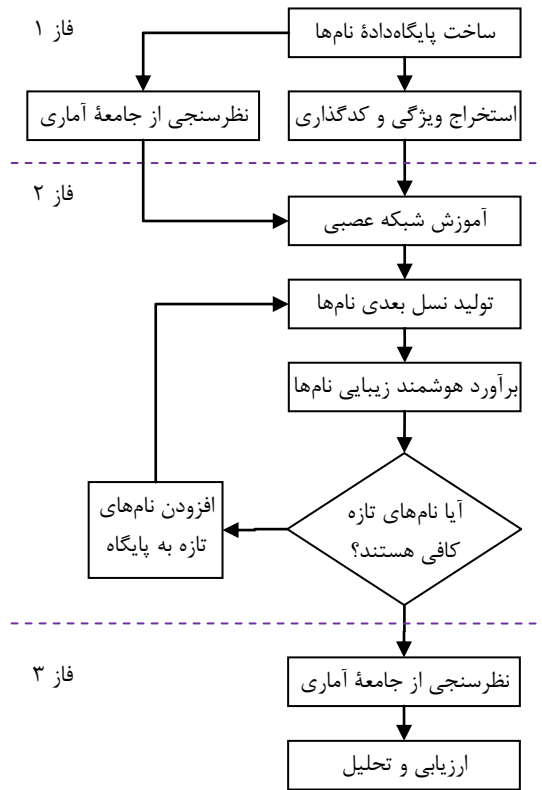 فاز ۱
ساخت پایگاه‌دادهٔ نام‌ها
استخراج ویژگی و کدگذاری
نظرسنجی از جامعهٔ آماری
فاز ۲
آموزش شبکه عصبی
تولید نسل بعدی نام‌ها
برآورد هوشمند زیبایی نام‌ها
آیا نام‌های تازه
کافی هستند؟
افزودن نام‌های
تازه به پایگاه
فاز ۳
نظرسنجی از جامعهٔ آماری
ارزیابی و تحلیل